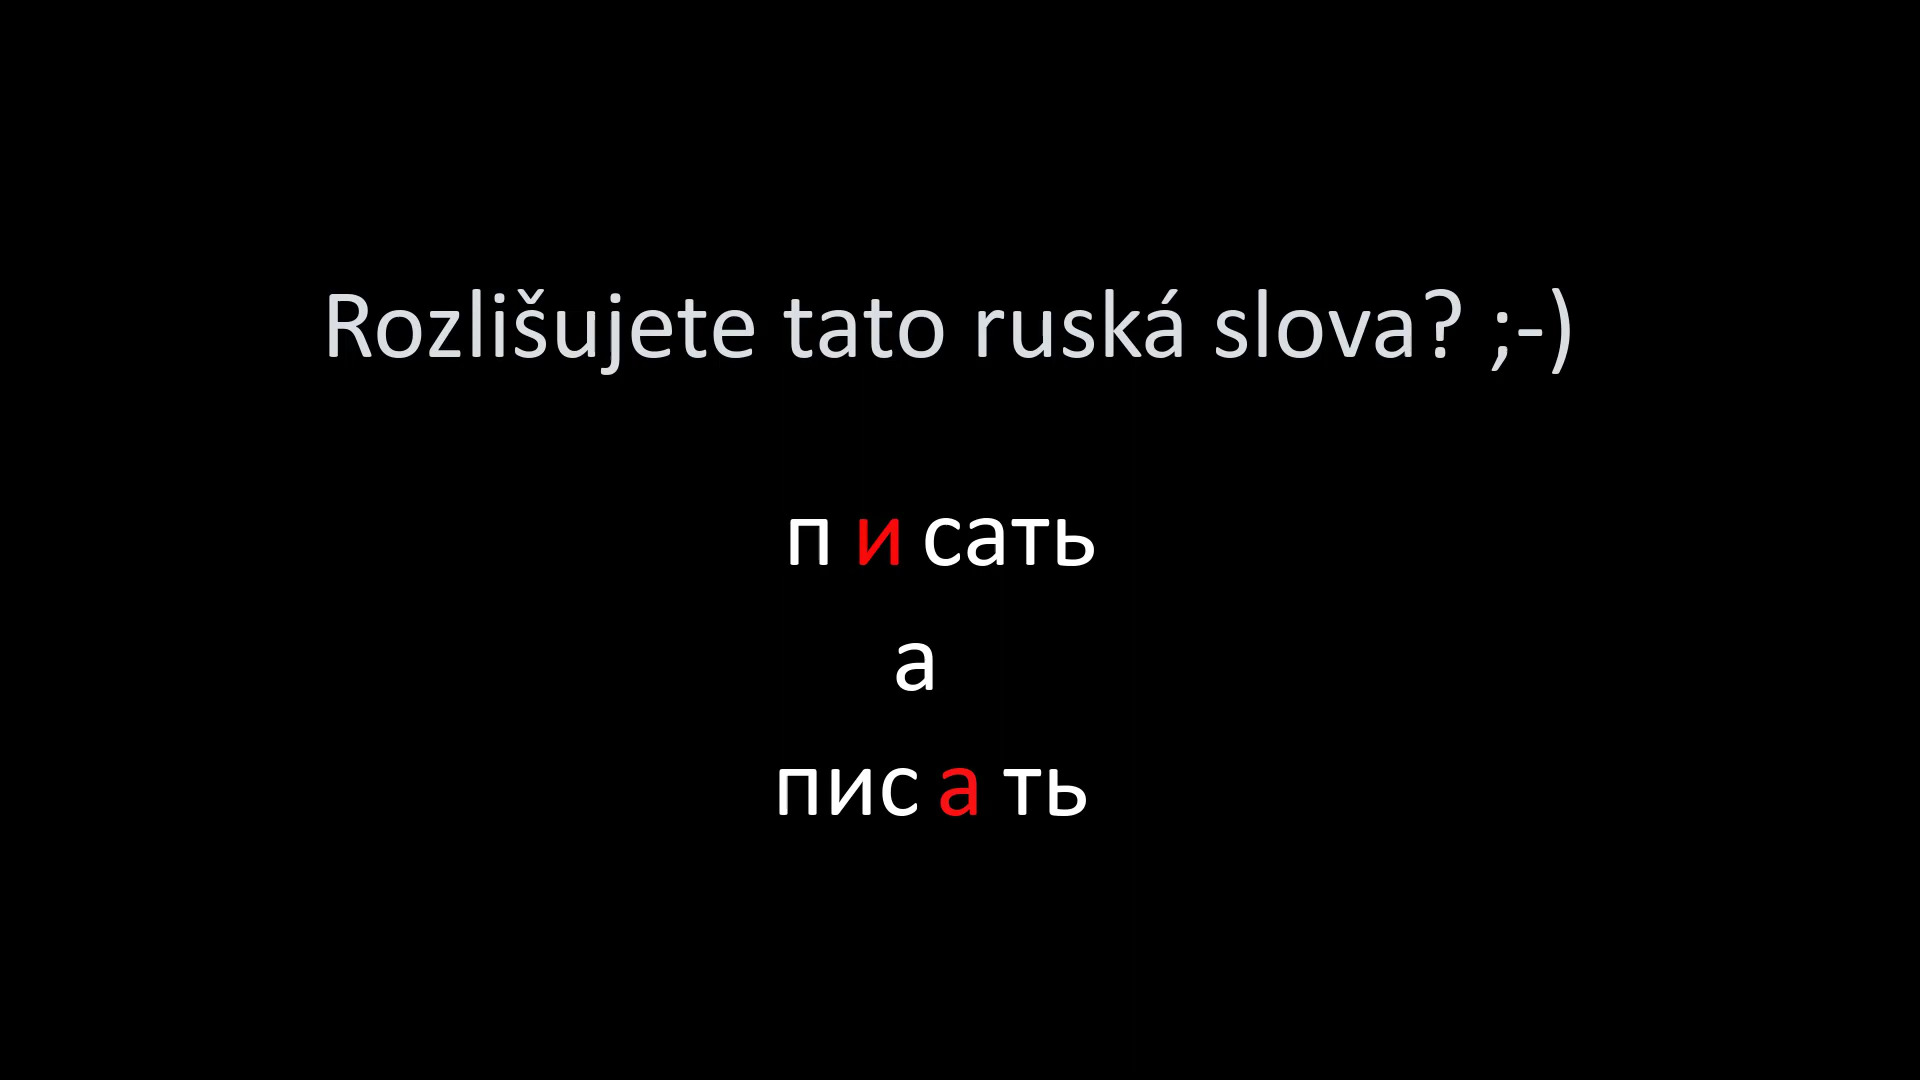 Rozlišujete tato ruská slova? ;-)
п и сать
a
пис а ть